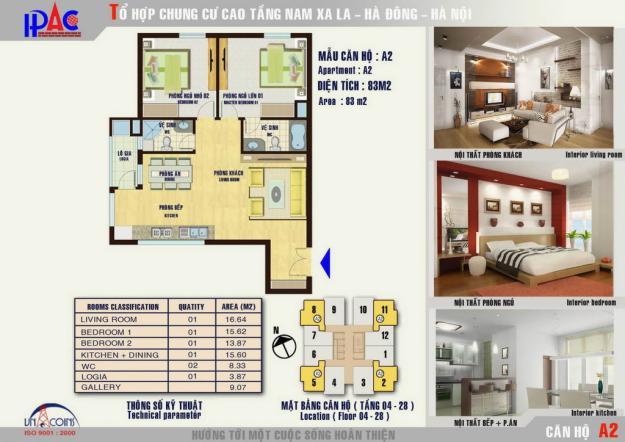 IPAC
TỔ HỢP CHUNG CƯ CAO TẦNG NAM XA LA – HÀ ĐÔNG – HÀ NỘI
MẪU CĂN HỘ : A2
Apartment : A2
DIỆN TÍCH : 83M2
Area : 83 m2
PHÒNG NGỦ NHỎ 02
BEDROOM 02
PHÒNG NGỦ LỚN 01
MASTER BEDROOM 01
VỆ SINH
WC
VỆ SINH
WC
LÔ GIA
LOGIA
PHÒNG ĂN
PHÒNG KHÁCH
LIVING ROOM
PHÒNG BẾP
KITCHEN
NỘI THẤT PHÒNG KHÁCH
Interior living room
NỘI THẤT PHÒNG NGỦ
Interior bedroom
NỘI THẤT BẾP + P.ĂN
Interior kitchen
ROOMS CLASSIFICATION QUATITY AREA (M2)
LIVING ROOM 01 16.64
BEDROOM 1 01 15.62
BEDROOM 2 01 13.87
KITCHEN + DINING 01 15.60
WC 02 8.33
LOGIA 01 3.87
GALLERY 9.07
THÔNG SỐ KỸ THUẬT
Technical parameter
N
8 9 10 11
7 12
6 1
5 4 3 2
MẶT BẰNG CĂN HỘ ( TẦNG 04 - 28 )
Location ( Floor 04 - 28 )
ISO 9001 : 2000
HƯỚNG TỚI MỘT CUỘC SỐNG HOÀN THIỆN
CĂN HỘ A2